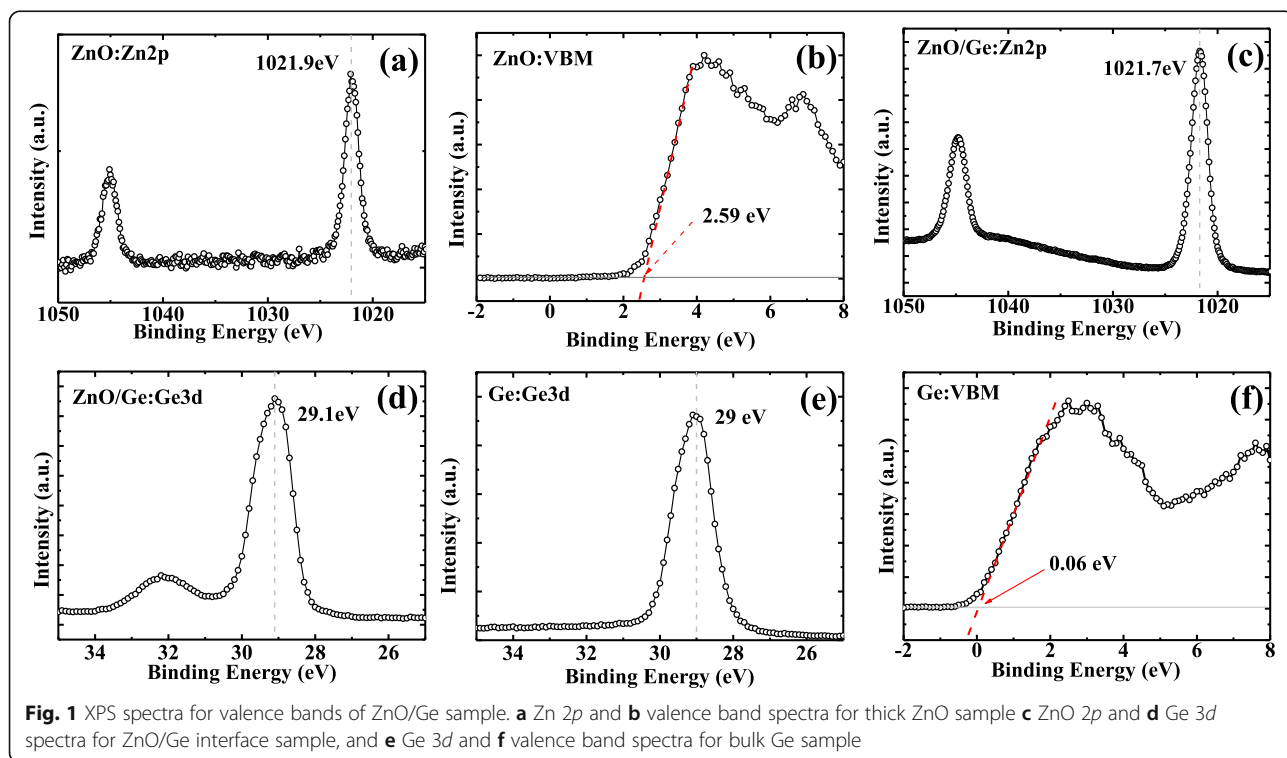 ZnO:Zn2p
(a)
1021.9eV
Intensity (a.u.)
1050 1040 1030 1020
Binding Energy (eV)
ZnO:VBM
(b)
2.59 eV
Intensity (a.u.)
-2 0 2 4 6 8
Binding Energy (eV)
ZnO/Ge:Zn2p
(c)
1021.7eV
Intensity (a.u.)
1050 1040 1030 1020
Binding Energy (eV)
ZnO/Ge:Ge3d
(d)
29.1eV
Intensity (a.u.)
34 32 30 28 26
Binding Energy (eV)
Ge:Ge3d
(e)
29 eV
Intensity (a.u.)
34 32 30 28 26
Binding Energy (eV)
Ge:VBM
(f)
0.06 eV
Intensity (a.u.)
-2 0 2 4 6 8
Binding Energy (eV)
Fig. 1 XPS spectra for valence bands of ZnO/Ge sample. a Zn 2p and b valence band spectra for thick ZnO sample c ZnO 2p and d Ge 3d
spectra for ZnO/Ge interface sample, and e Ge 3d and f valence band spectra for bulk Ge sample